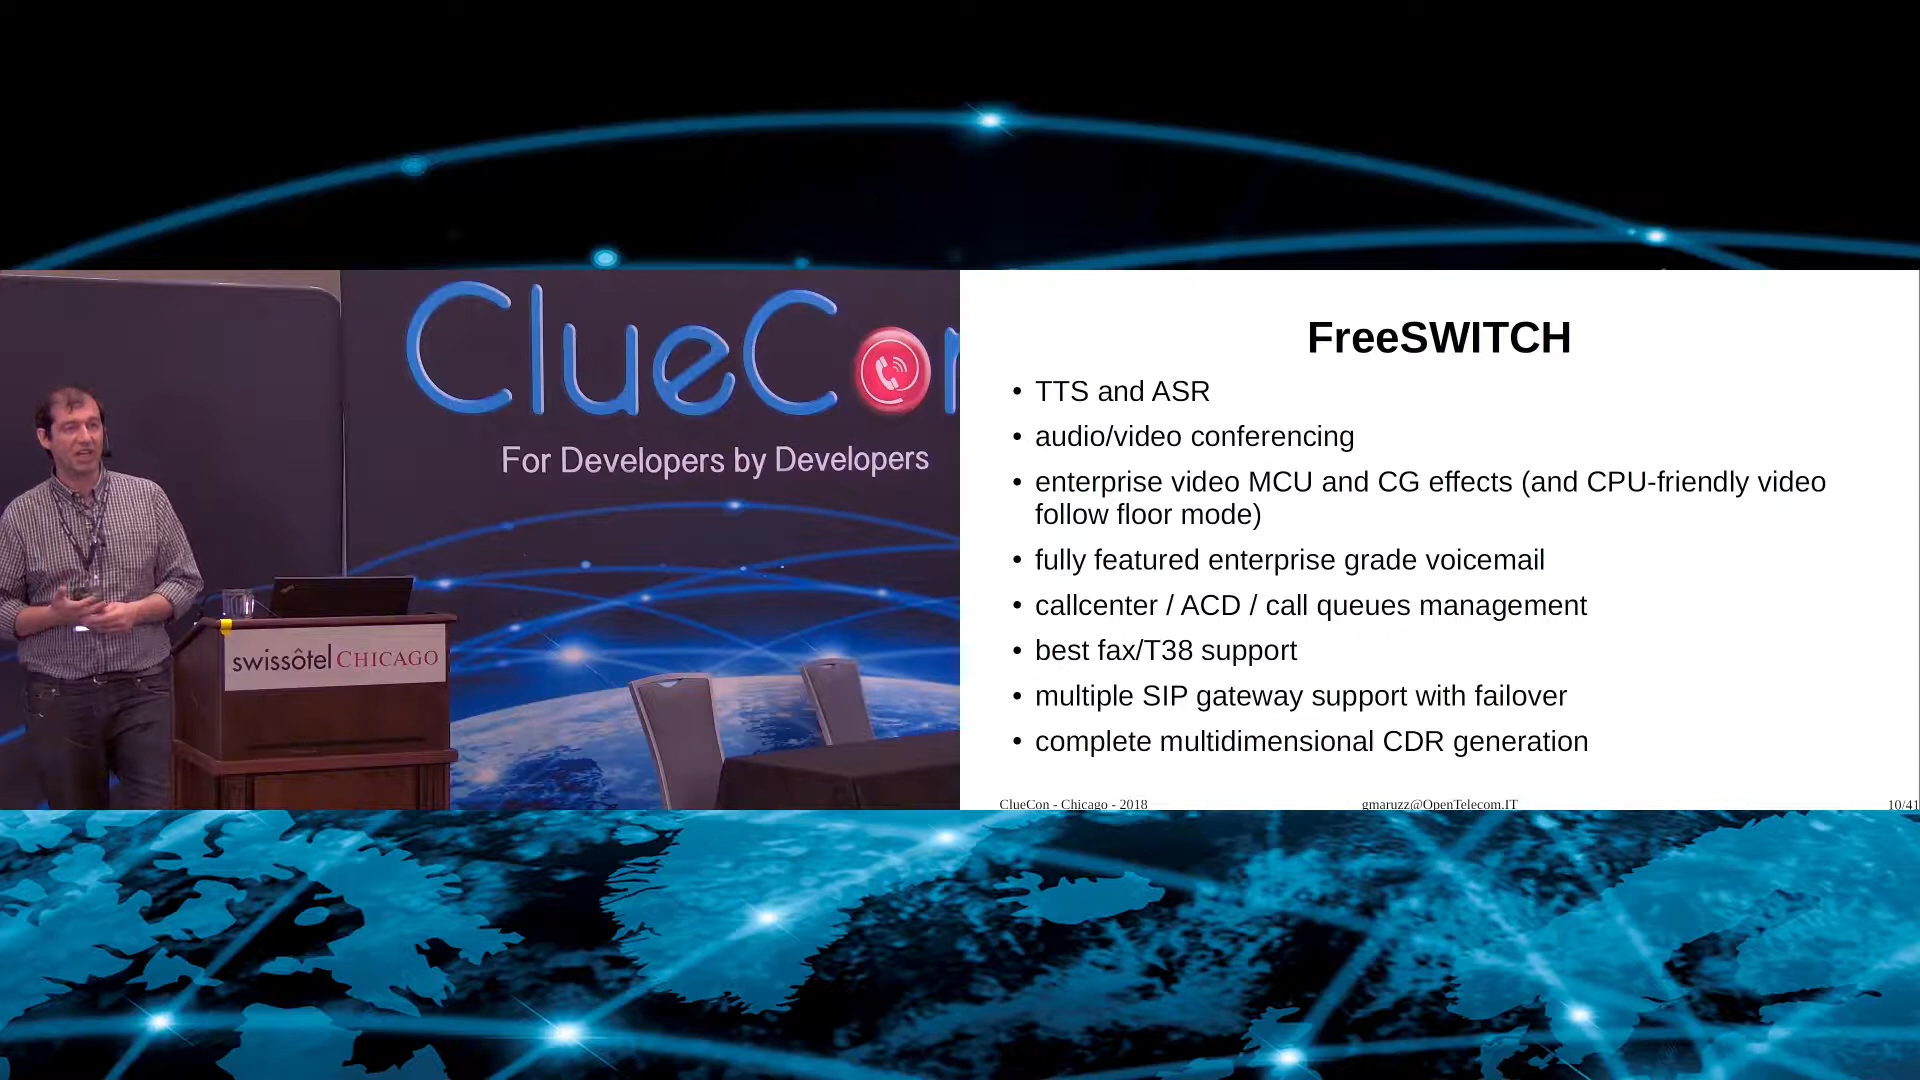 ClueCon
For Developers by Developers
swissôtel CHICAGO
FreeSWITCH
• TTS and ASR
• audio/video conferencing
• enterprise video MCU and CG effects (and CPU-friendly video
follow floor mode)
• fully featured enterprise grade voicemail
• callcenter / ACD / call queues management
• best fax/T38 support
• multiple SIP gateway support with failover
• complete multidimensional CDR generation
ClueCon - Chicago - 2018
gmaruzz@OpenTelecom.IT
10/41